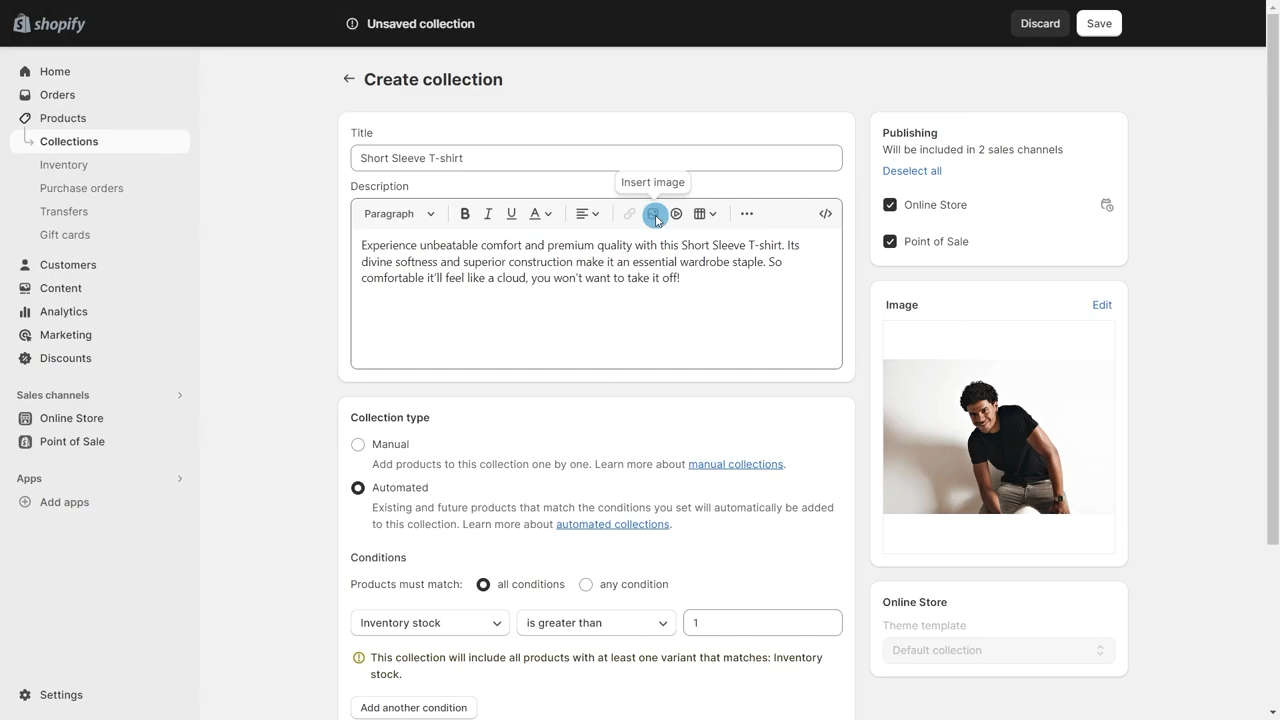 shopify
Unsaved collection
Discard
Save
Home
Orders
Products
Collections
Inventory
Purchase orders
Transfers
Gift cards
Customers
Content
Analytics
Marketing
Discounts
Sales channels
Online Store
Point of Sale
Apps
Add apps
Settings
Create collection
Title
Short Sleeve T-shirt
Description
Insert image
Paragraph
B I U A
Experience unbeatable comfort and premium quality with this Short Sleeve T-shirt. Its
divine softness and superior construction make it an essential wardrobe staple. So
comfortable it’ll feel like a cloud, you won’t want to take it off!
Collection type
Manual
Add products to this collection one by one. Learn more about manual collections.
Automated
Existing and future products that match the conditions you set will automatically be added
to this collection. Learn more about automated collections.
Conditions
Products must match: all conditions any condition
Inventory stock is greater than 1
This collection will include all products with at least one variant that matches: Inventory
stock.
Add another condition
Publishing
Will be included in 2 sales channels
Deselect all
Online Store
Point of Sale
Image Edit
Online Store
Theme template
Default collection